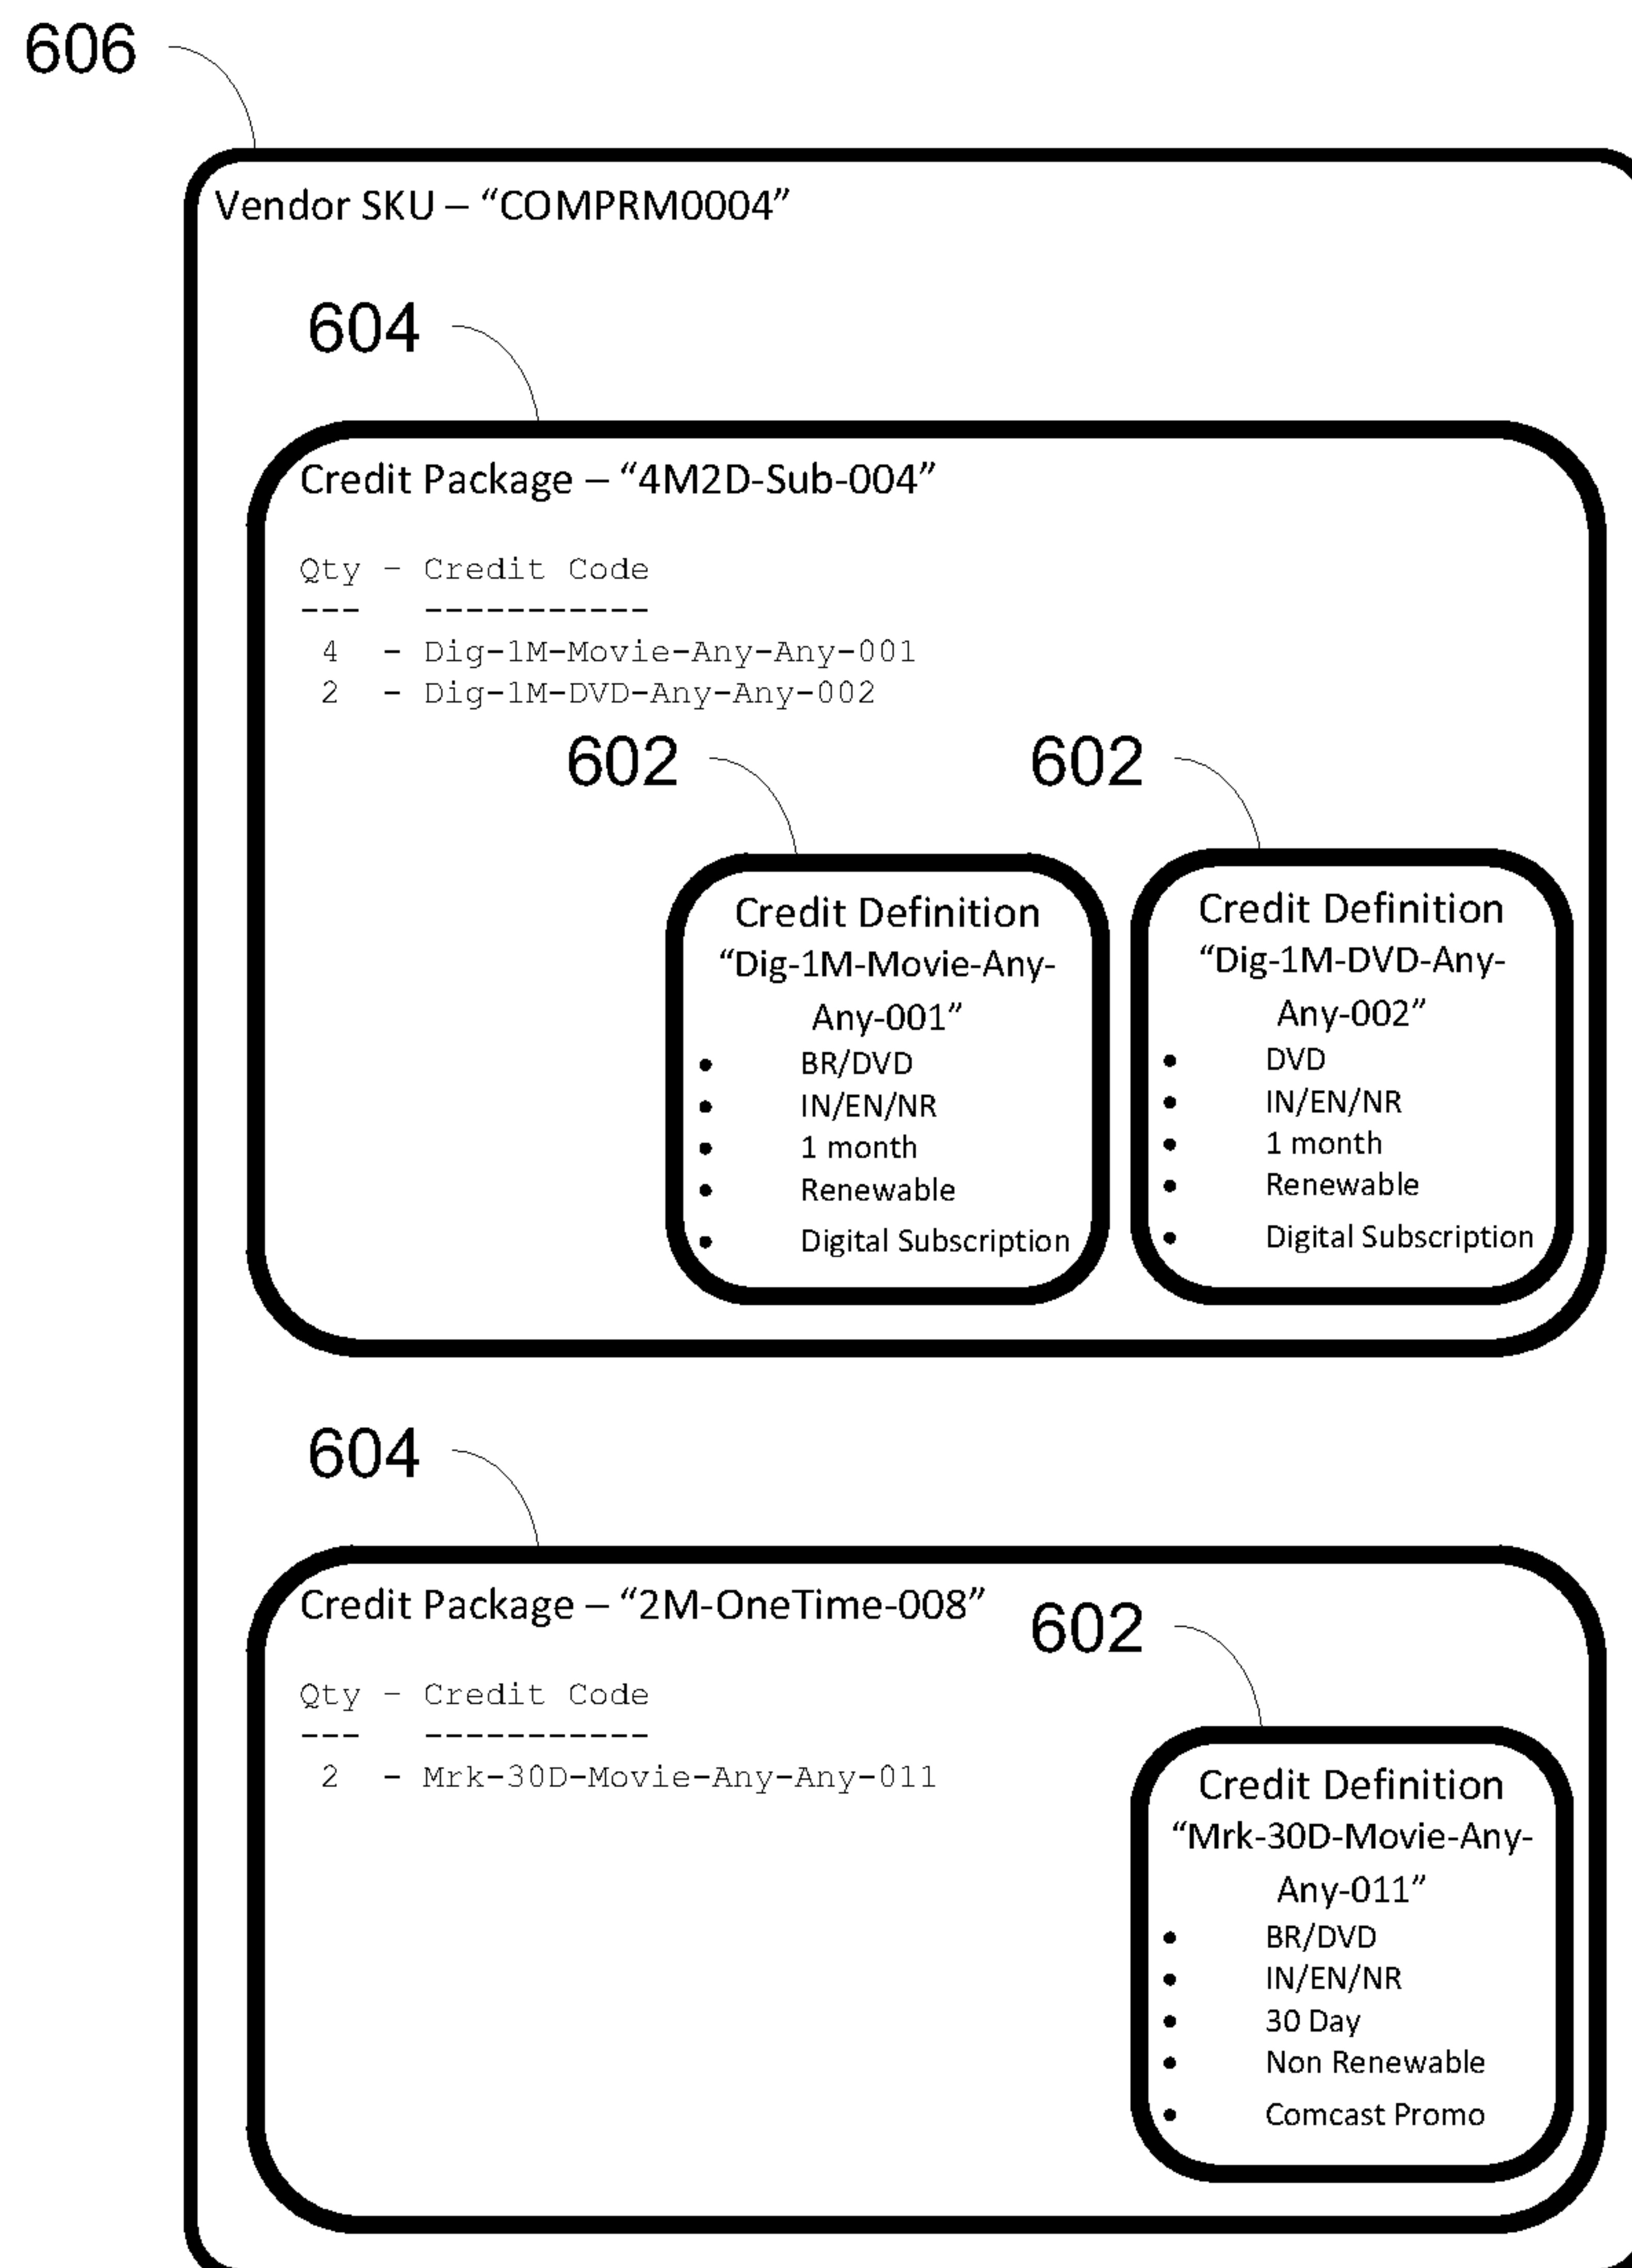 606
Vendor SKU – “COMPRM0004”
604
Credit Package – “4M2D-Sub-004”
Qty - Credit Code
--- -----------
4 - Dig-1M-Movie-Any-Any-001
2 - Dig-1M-DVD-Any-Any-002
602
Credit Definition
“Dig-1M-Movie-Any-
Any-001”
• BR/DVD
• IN/EN/NR
• 1 month
• Renewable
• Digital Subscription
602
Credit Definition
“Dig-1M-DVD-Any-
Any-002”
• DVD
• IN/EN/NR
• 1 month
• Renewable
• Digital Subscription
604
Credit Package – “2M-OneTime-008”
Qty - Credit Code
--- -----------
2 - Mrk-30D-Movie-Any-Any-011
602
Credit Definition
“Mrk-30D-Movie-Any-
Any-011”
• BR/DVD
• IN/EN/NR
• 30 Day
• Non Renewable
• Comcast Promo